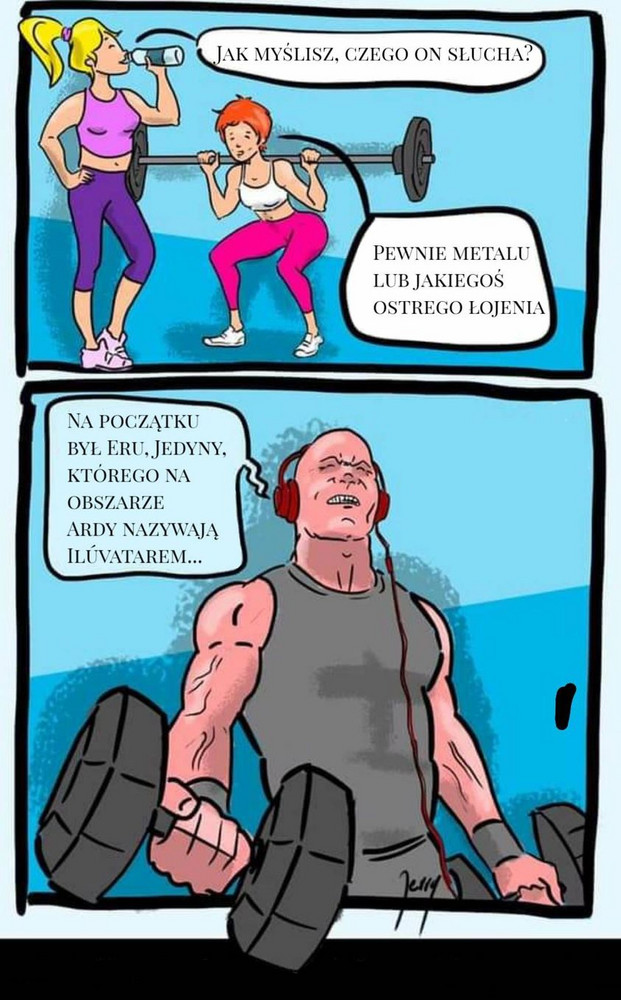 Jak myślisz, czego on słucha?
Pewnie metalu
lub jakiegoś
ostrego łojenia
Na początku
był Eru, Jedyny,
którego na
obszarze
Ardy nazywają
Ilúvatarem...
Jerry